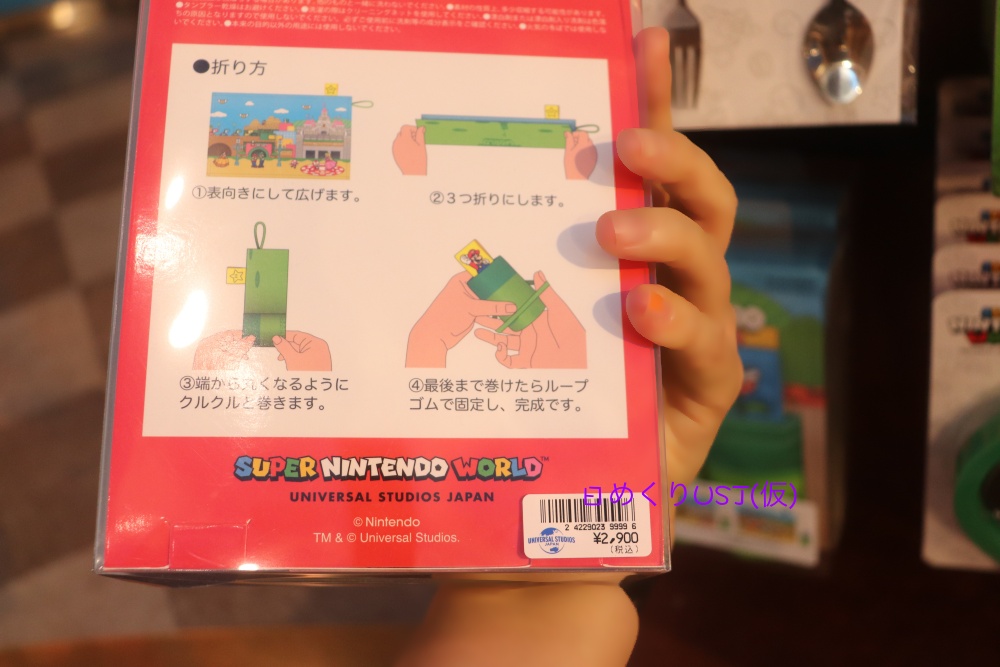 ●折り方
①表向きにして広げます。
②３つ折りにします。
③端から丸くなるように
クルクルと巻きます。
④最後まで巻けたらループ
ゴムで固定し、完成です。
SUPER NINTENDO WORLD™
UNIVERSAL STUDIOS JAPAN
© Nintendo
TM & © Universal Studios.
日めくりUSJ(仮)
2 4229023 9999 6
UNIVERSAL STUDIOS
JAPAN
¥2,900
(税込)